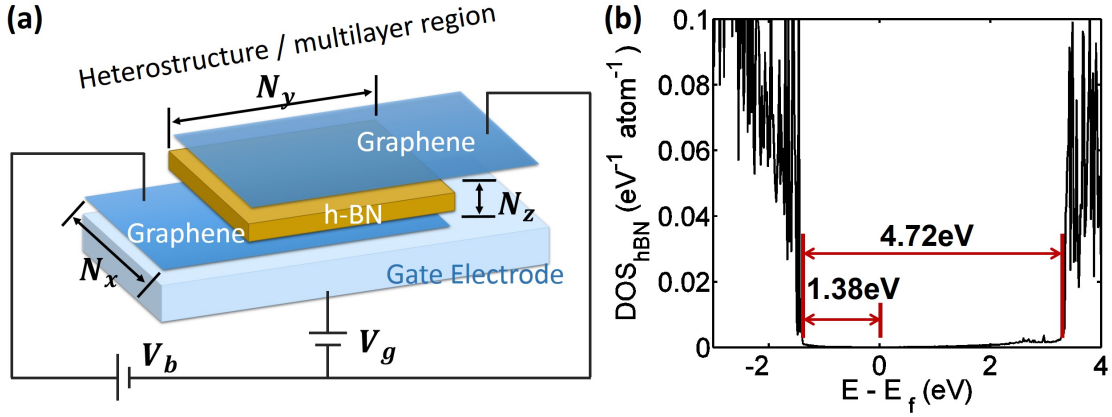 (a)
Heterostructure / multilayer region
N_y
Graphene
h-BN
N_z
Graphene
N_x
Gate Electrode
V_b
V_g
(b)
DOS_hBN (eV⁻¹ atom⁻¹)
0.1
0.08
0.06
0.04
0.02
0
4.72eV
1.38eV
-2 0 2 4
E - E_f (eV)